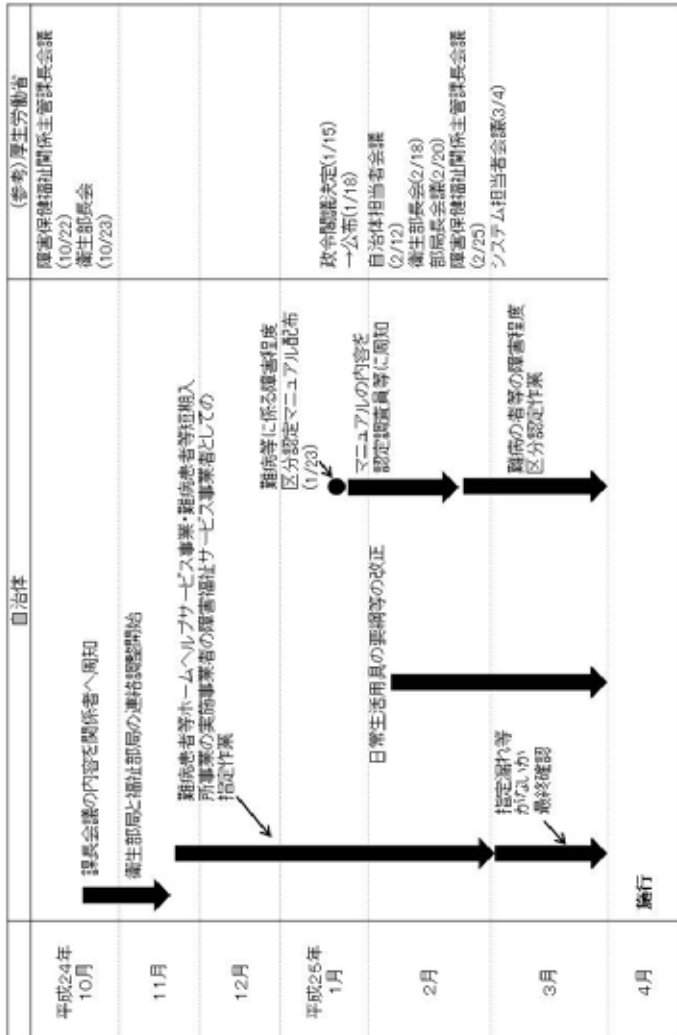 自治体
(参考)厚生労働省
平成24年
10月
11月
12月
平成25年
1月
2月
3月
4月
課長会議の内容を関係者へ周知
衛生部局と福祉部局の連絡調整開始
難病患者等ホームヘルプサービス事業・難病患者等短期入
所事業の実施事業者の障害福祉サービス事業者としての
指定作業
指定漏れ等
がないか
最終確認
日常生活用具の要綱等の改正
難病等に係る障害程度
区分認定マニュアル配布
(1/23)
マニュアルの内容を
認定調査員等に周知
難病の者等の障害程度
区分認定作業
施行
障害保健福祉関係主管課長会議
(10/22)
衛生部長会
(10/23)
政令閣議決定(1/15)
→公布(1/18)
自治体担当者会議
(2/12)
衛生部長会(2/18)
部局長会議(2/20)
障害保健福祉関係主管課長会議
(2/25)
システム担当者会議(3/4)